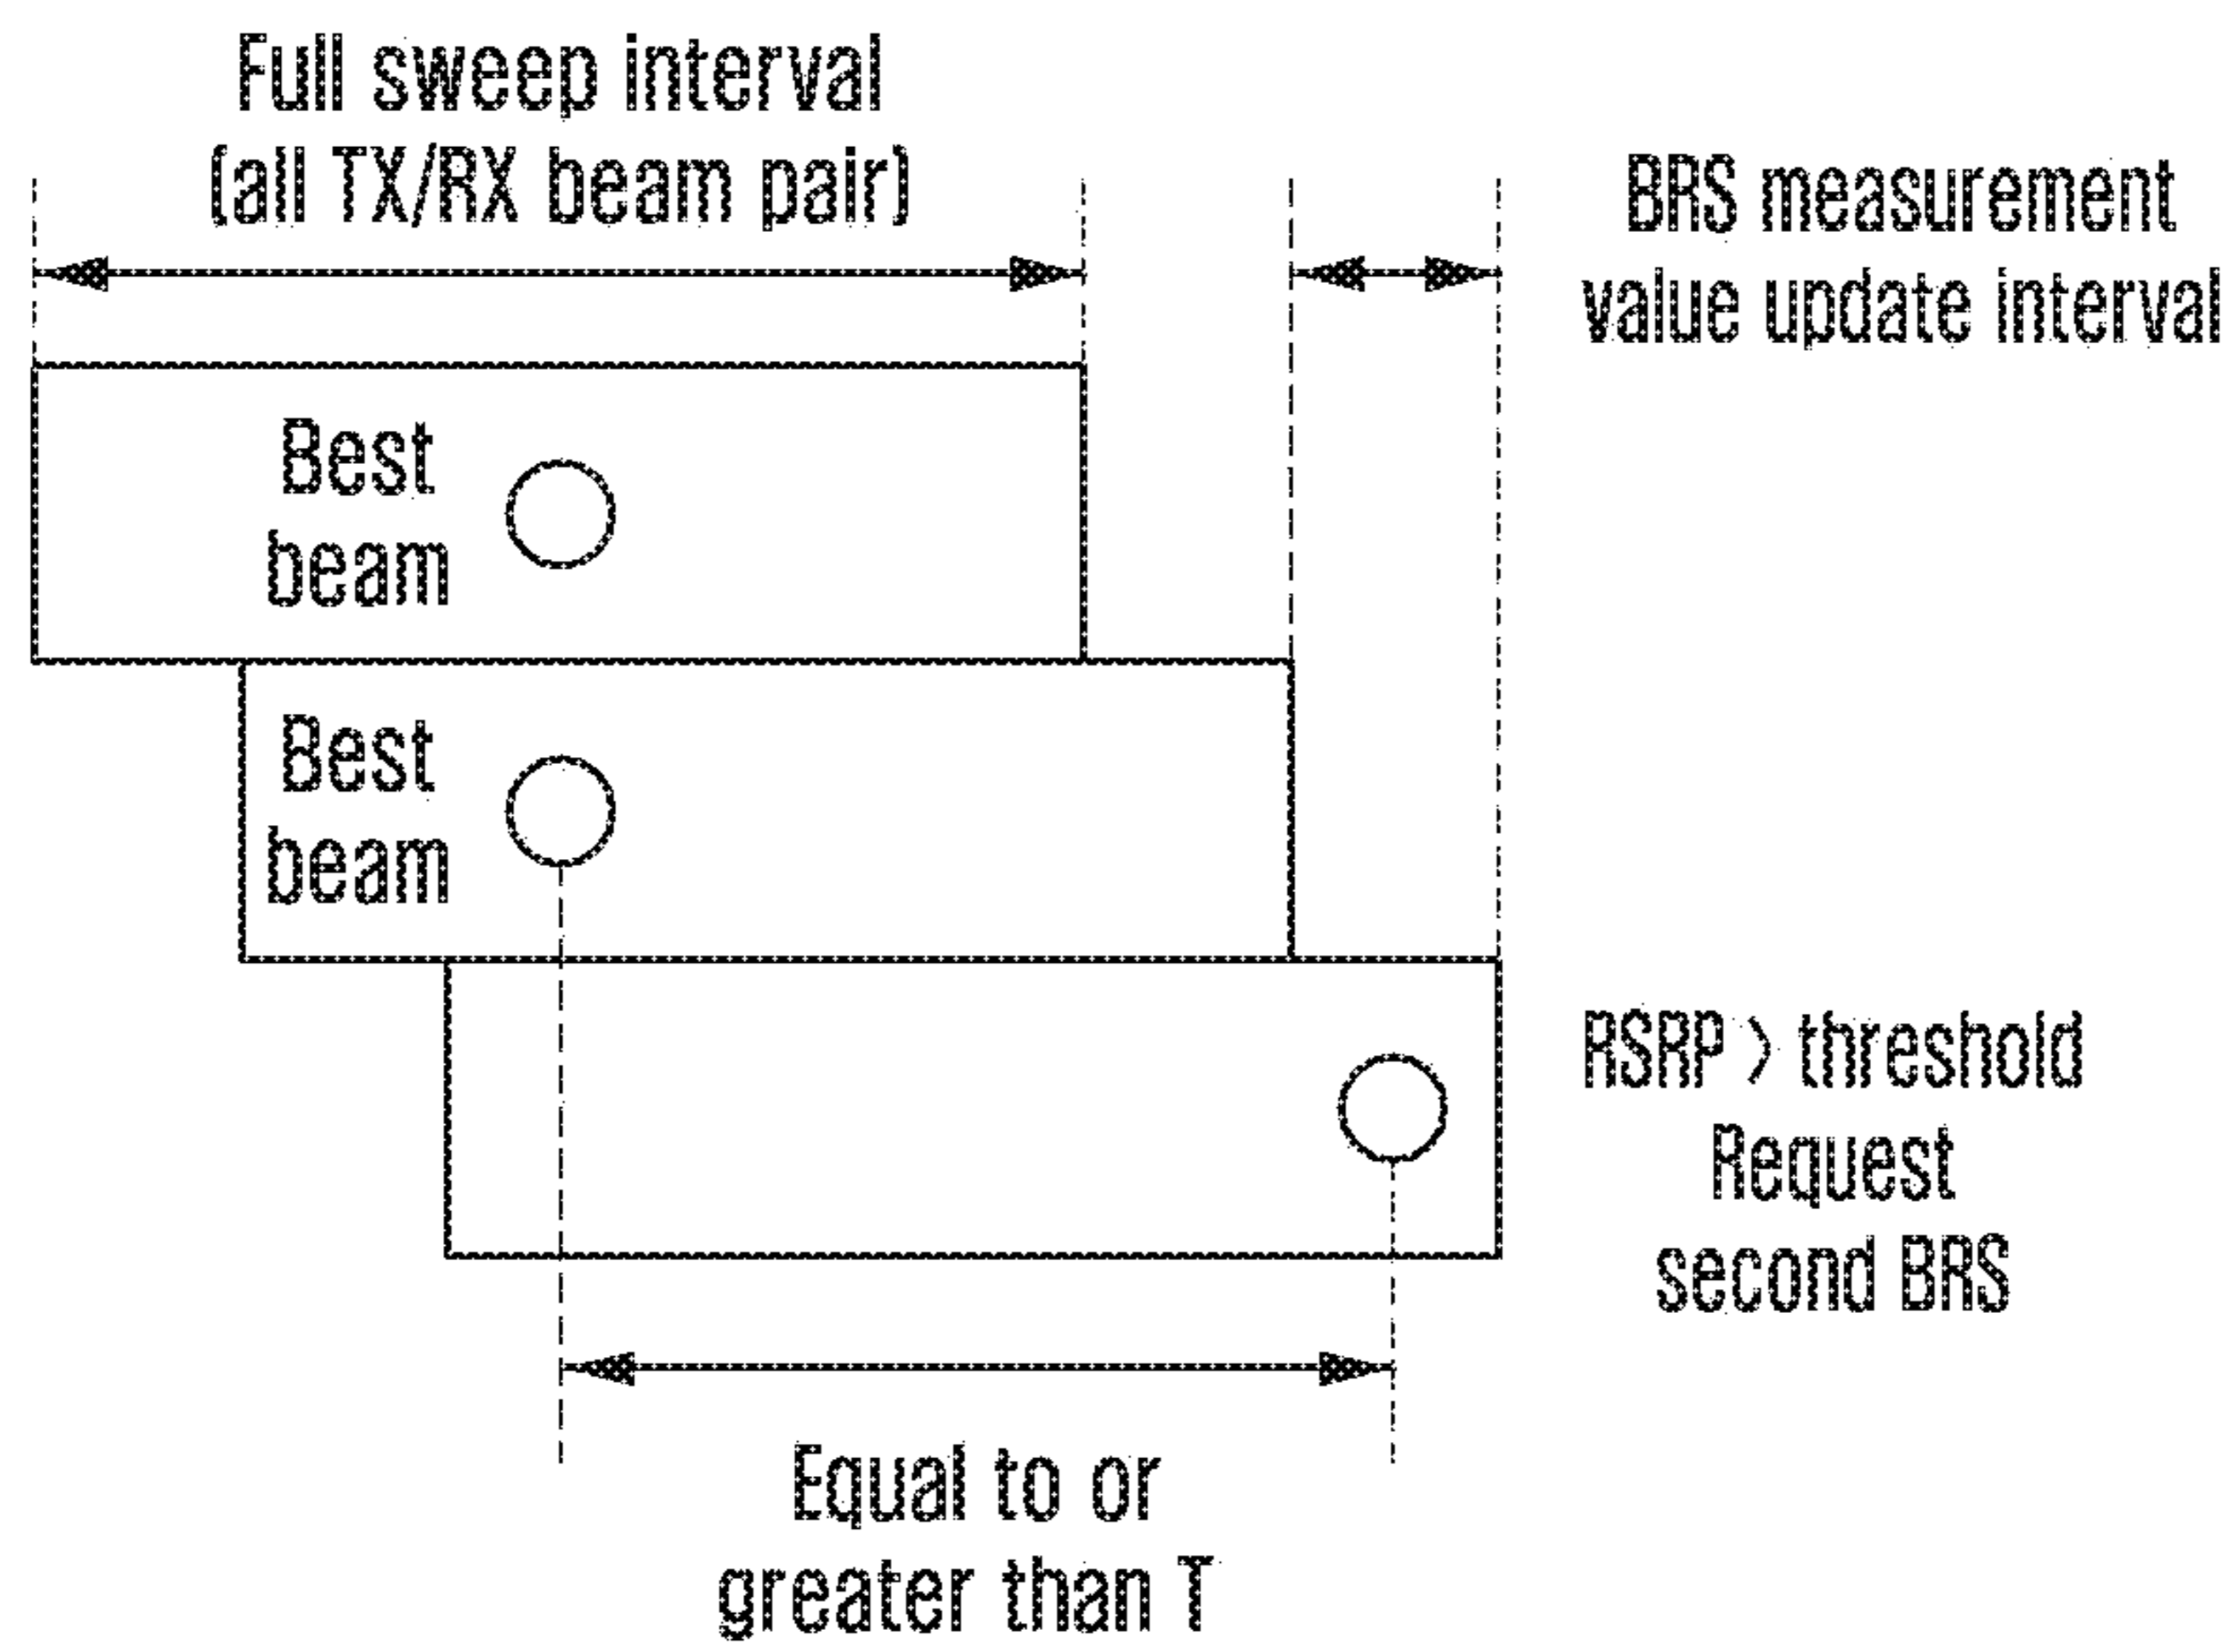 Full sweep interval
(all TX/RX beam pair)
BRS measurement
value update interval
Best
beam
Best
beam
RSRP > threshold
Request
second BRS
Equal to or
greater than T